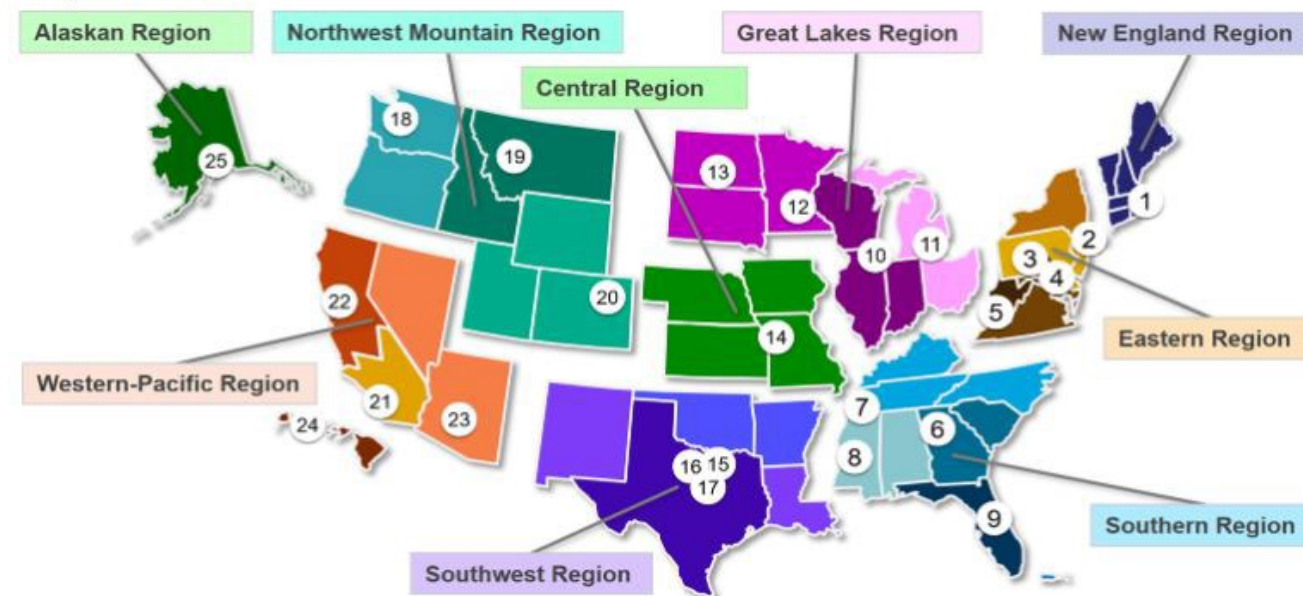 Alaskan Region
Northwest Mountain Region
Great Lakes Region
New England Region
Central Region
18
19
25
13
12
10
11
1
2
3
4
5
20
22
14
Eastern Region
Western-Pacific Region
21
23
24
7
6
8
16
15
17
9
Southern Region
Southwest Region